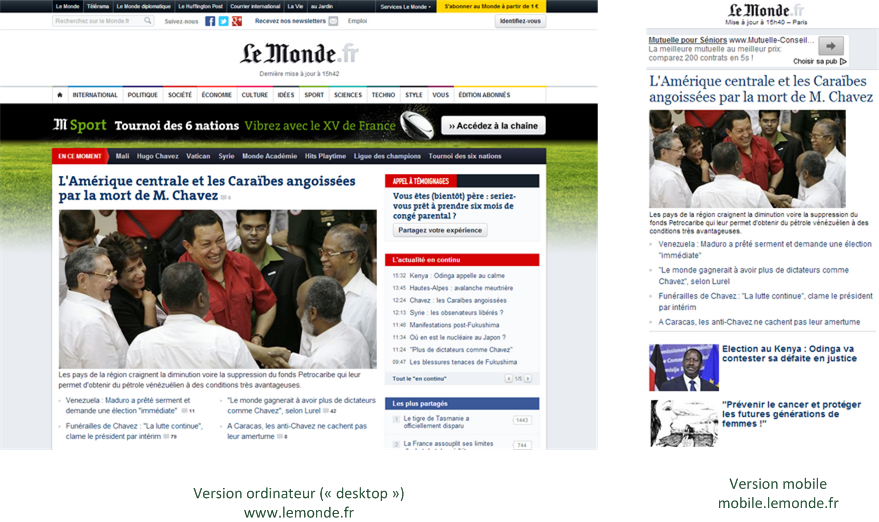 Le Monde Télérama Le Monde diplomatique Le Huffington Post Courrier international La Vie au Jardin Services Le Monde S'abonner au Monde à partir de 1 €
Recherchez sur le Monde.fr Suivez-nous Recevez nos newsletters Emploi Identifiez-vous
Le Monde.fr
Dernière mise à jour à 15h42
INTERNATIONAL POLITIQUE SOCIÉTÉ ÉCONOMIE CULTURE IDÉES SPORT SCIENCES TECHNO STYLE VOUS ÉDITION ABONNÉS
M Sport Tournoi des 6 nations Vibrez avec le XV de France ›› Accédez à la chaîne
EN CE MOMENT Mali Hugo Chavez Vatican Syrie Monde Académie Hits Playtime Ligue des champions Tournoi des six nations
L'Amérique centrale et les Caraïbes angoissées
par la mort de M. Chavez
Les pays de la région craignent la diminution voire la suppression du fonds Petrocaribe qui leur
permet d'obtenir du pétrole vénézuélien à des conditions très avantageuses.
Venezuela : Maduro a prêté serment et
demande une élection "immédiate" 11
Funérailles de Chavez : "La lutte continue",
clame le président par intérim 79
"Le monde gagnerait à avoir plus de dictateurs
comme Chavez", selon Lurel 42
A Caracas, les anti-Chavez ne cachent pas
leur amertume 8
APPEL À TÉMOIGNAGES
Vous êtes (bientôt) père : seriez-
vous prêt à prendre six mois de
congé parental ?
Partagez votre expérience
L'actualité en continu
15:32 Kenya : Odinga appelle au calme
13:45 Hautes-Alpes : avalanche meurtrière
12:24 Chavez : les Caraïbes angoissées
12:13 Syrie : les observateurs libérés ?
11:46 Manifestations post-Fukushima
11:34 Où en est le nucléaire au Japon ?
11:24 "Plus de dictateurs comme Chavez"
09:47 Les blessures tenaces de Fukushima
Tout le "en continu" 1/5
Les plus partagés
1 Le tigre de Tasmanie a
officiellement disparu 1443
2 La France assouplit ses limites
744
Le Monde.fr
Mise à jour à 15h40 – Paris
Mutuelle pour Séniors www.Mutuelle-Conseil...
La meilleure mutuelle au meilleur prix:
comparez 200 contrats en 5s !
Choisir sa pub
L'Amérique centrale et les Caraïbes
angoissées par la mort de M. Chavez
Les pays de la région craignent la diminution voire la suppression du
fonds Petrocaribe qui leur permet d'obtenir du pétrole vénézuélien à des
conditions très avantageuses.
Venezuela : Maduro a prêté serment et demande une élection
"immédiate"
"Le monde gagnerait à avoir plus de dictateurs comme
Chavez", selon Lurel
Funérailles de Chavez : "La lutte continue", clame le président
par intérim
A Caracas, les anti-Chavez ne cachent pas leur amertume
Election au Kenya : Odinga va
contester sa défaite en justice
"Prévenir le cancer et protéger
les futures générations de
femmes !"
Version ordinateur (« desktop »)
www.lemonde.fr
Version mobile
mobile.lemonde.fr